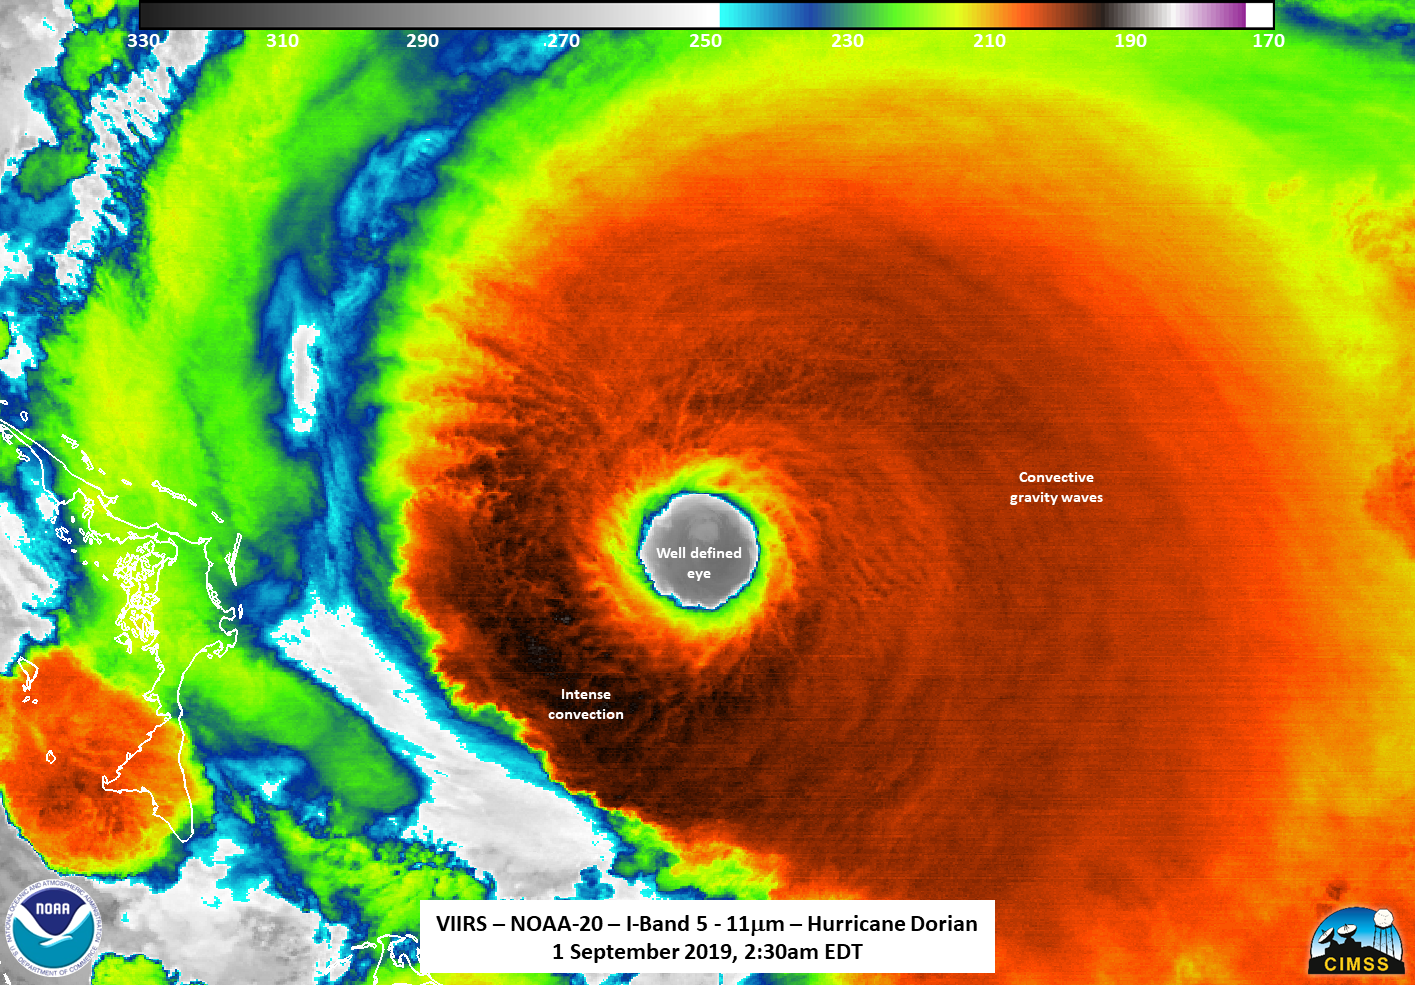 330 310 290 270 250 230 210 190 170
Convective
gravity waves
Well defined
eye
Intense
convection
VIIRS – NOAA-20 – I-Band 5 - 11µm – Hurricane Dorian
1 September 2019, 2:30am EDT
NATIONAL OCEANIC AND ATMOSPHERIC ADMINISTRATION
NOAA
U.S. DEPARTMENT OF COMMERCE
CIMSS